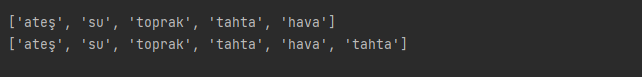 ['ateş', 'su', 'toprak', 'tahta', 'hava']
['ateş', 'su', 'toprak', 'tahta', 'hava', 'tahta']